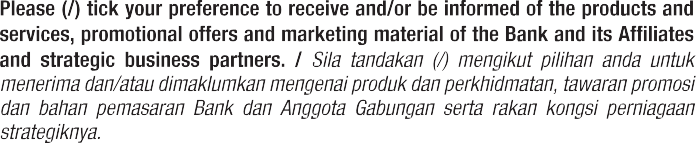 Please (/) tick your preference to receive and/or be informed of the products and
services, promotional offers and marketing material of the Bank and its Affiliates
and strategic business partners. / Sila tandakan (/) mengikut pilihan anda untuk
menerima dan/atau dimaklumkan mengenai produk dan perkhidmatan, tawaran promosi
dan bahan pemasaran Bank dan Anggota Gabungan serta rakan kongsi perniagaan
strategiknya.